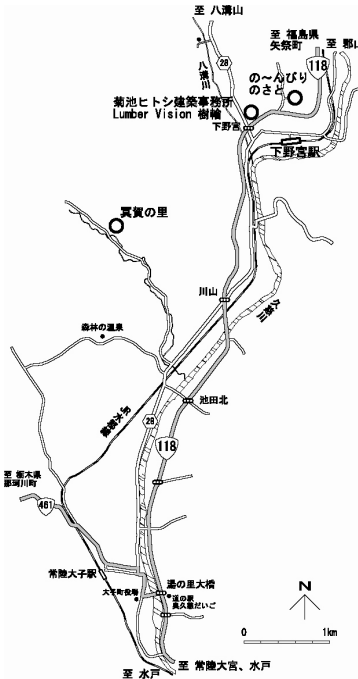 至 八溝山
至 福島県
矢祭町
至 郡山
28
118
八溝川
の～んびり
のさと
菊池ヒトシ建築事務所
Lumber Vision 樹輪
下野宮
下野宮駅
冥賀の里
川山
久慈川
森林の温泉
JR水郡線
池田北
28
118
至 栃木県
那珂川町
461
常陸大子駅
湯の里大橋
大子町役場
道の駅
奥久慈だいご
N
0
1km
至 水戸
至 常陸大宮、水戸